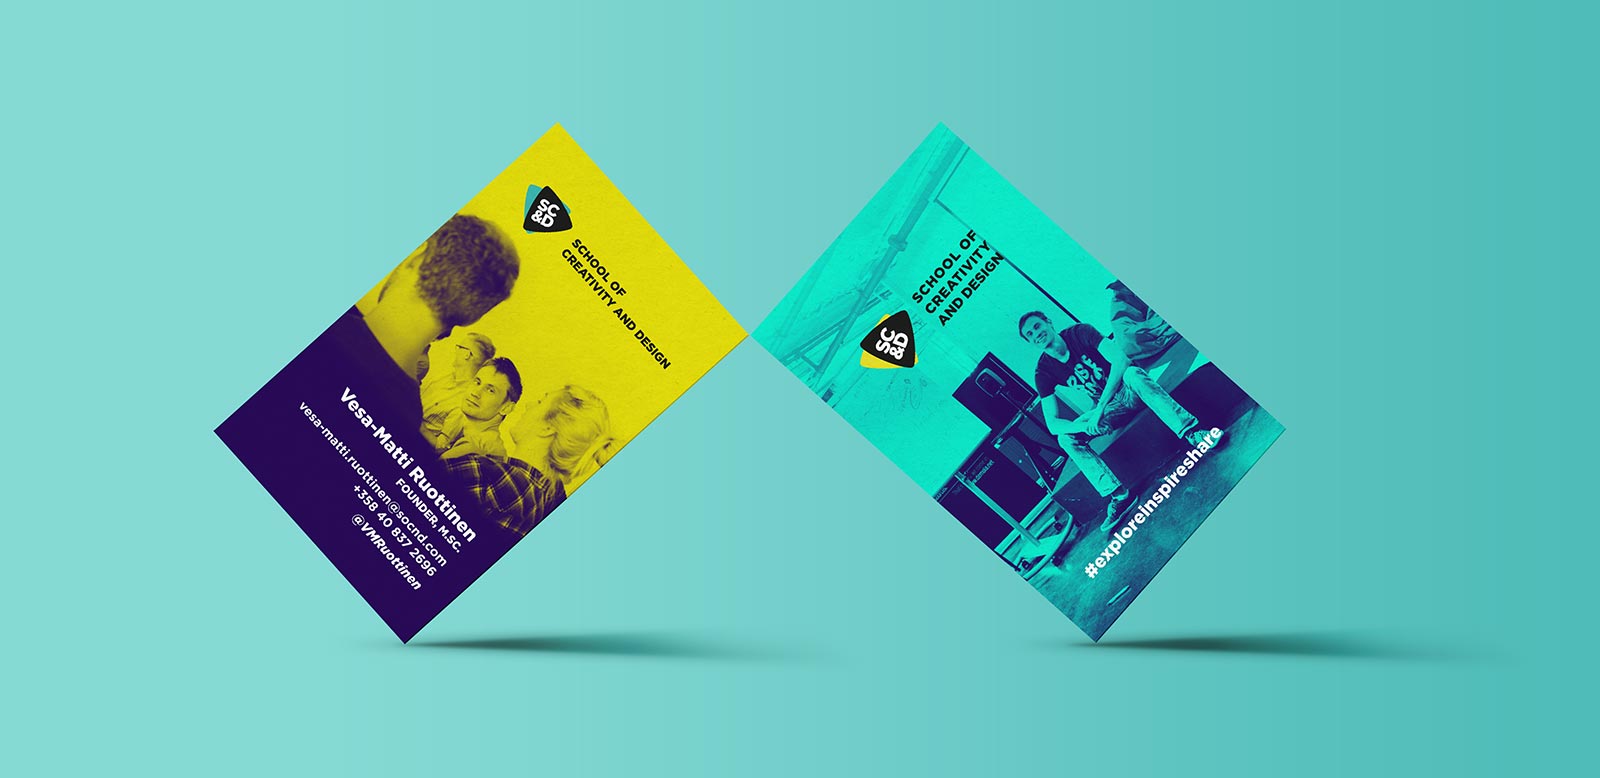 SC
&D
SCHOOL OF
CREATIVITY AND DESIGN
Vesa-Matti Ruottinen
FOUNDER, M.SC.
vesa-matti.ruottinen@socnd.com
+358 40 837 2696
@VMRuottinen
SC
&D
SCHOOL OF
CREATIVITY
AND DESIGN
#exploreinspireshare